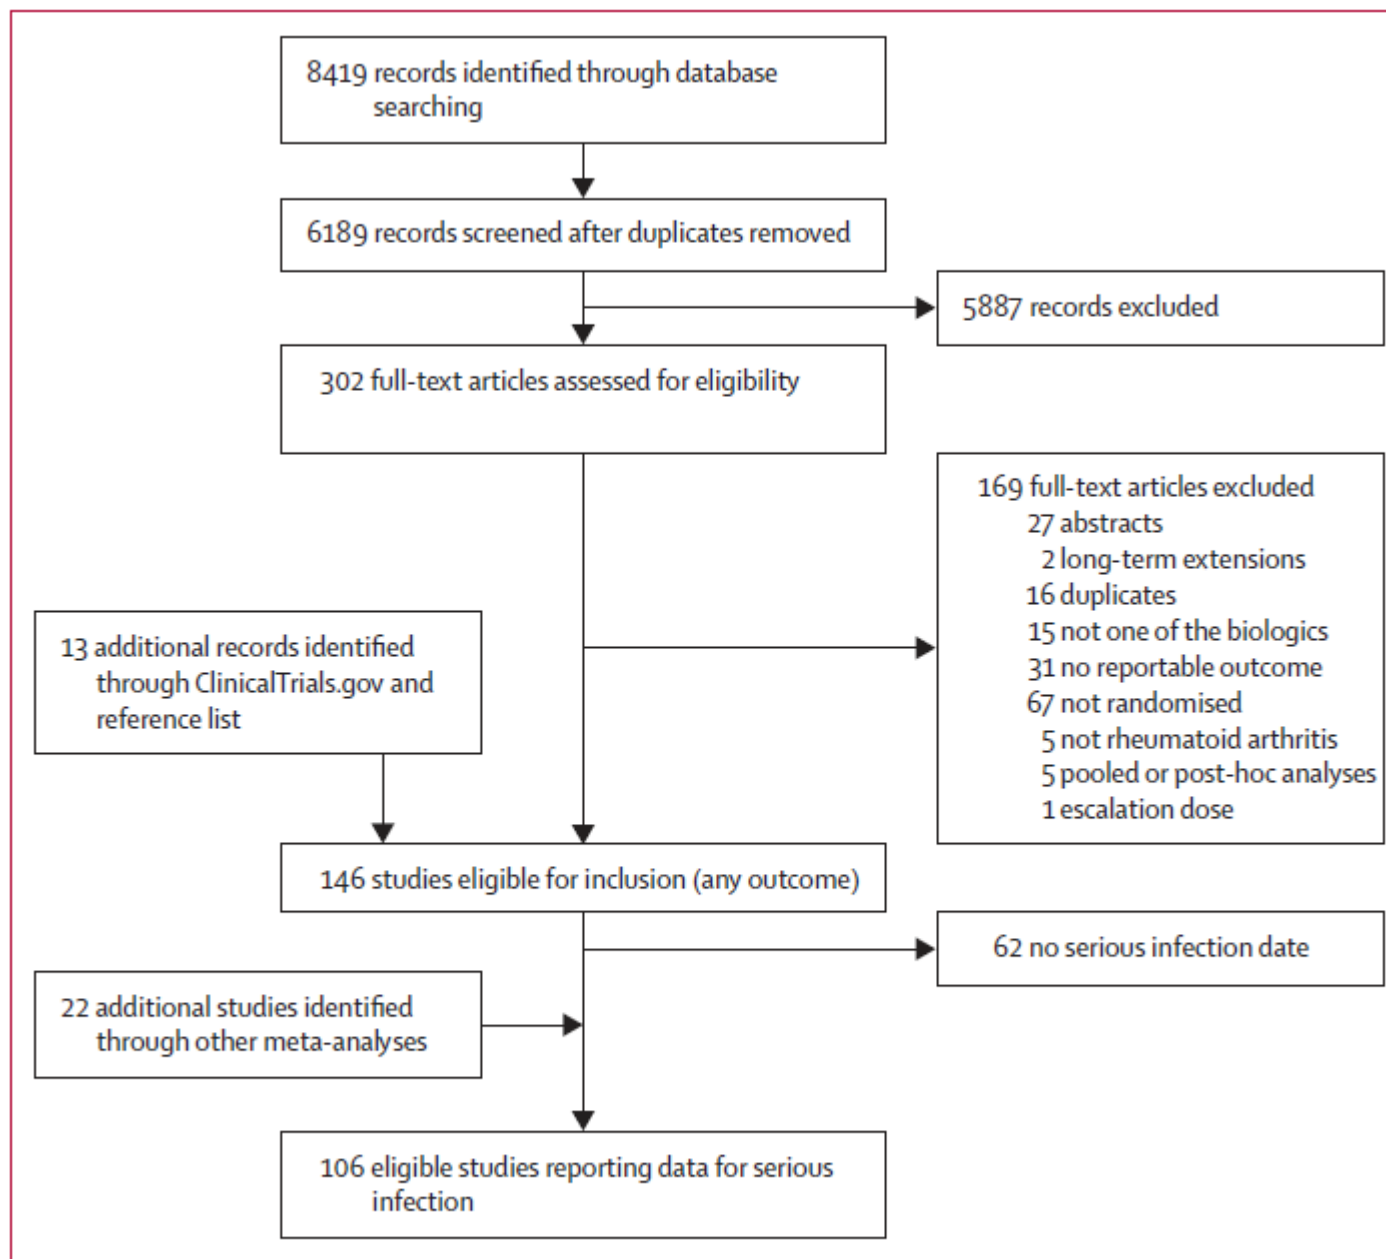 8419 records identified through database
searching
6189 records screened after duplicates removed
5887 records excluded
302 full-text articles assessed for eligibility
169 full-text articles excluded
27 abstracts
2 long-term extensions
16 duplicates
15 not one of the biologics
31 no reportable outcome
67 not randomised
5 not rheumatoid arthritis
5 pooled or post-hoc analyses
1 escalation dose
13 additional records identified
through ClinicalTrials.gov and
reference list
146 studies eligible for inclusion (any outcome)
62 no serious infection date
22 additional studies identified
through other meta-analyses
106 eligible studies reporting data for serious
infection